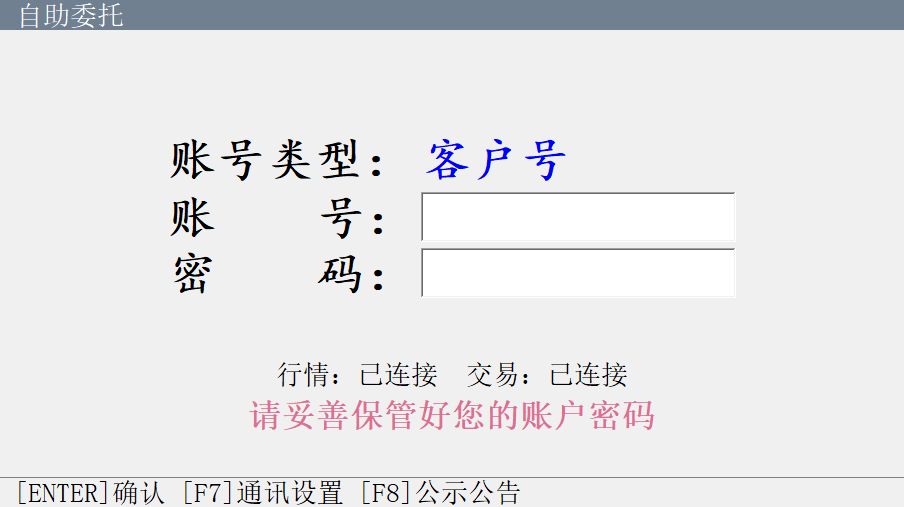 自助委托
账号类型：客户号
账 号：
密 码：
行情：已连接 交易：已连接
请妥善保管好您的账户密码
[ENTER]确认 [F7]通讯设置 [F8]公示公告